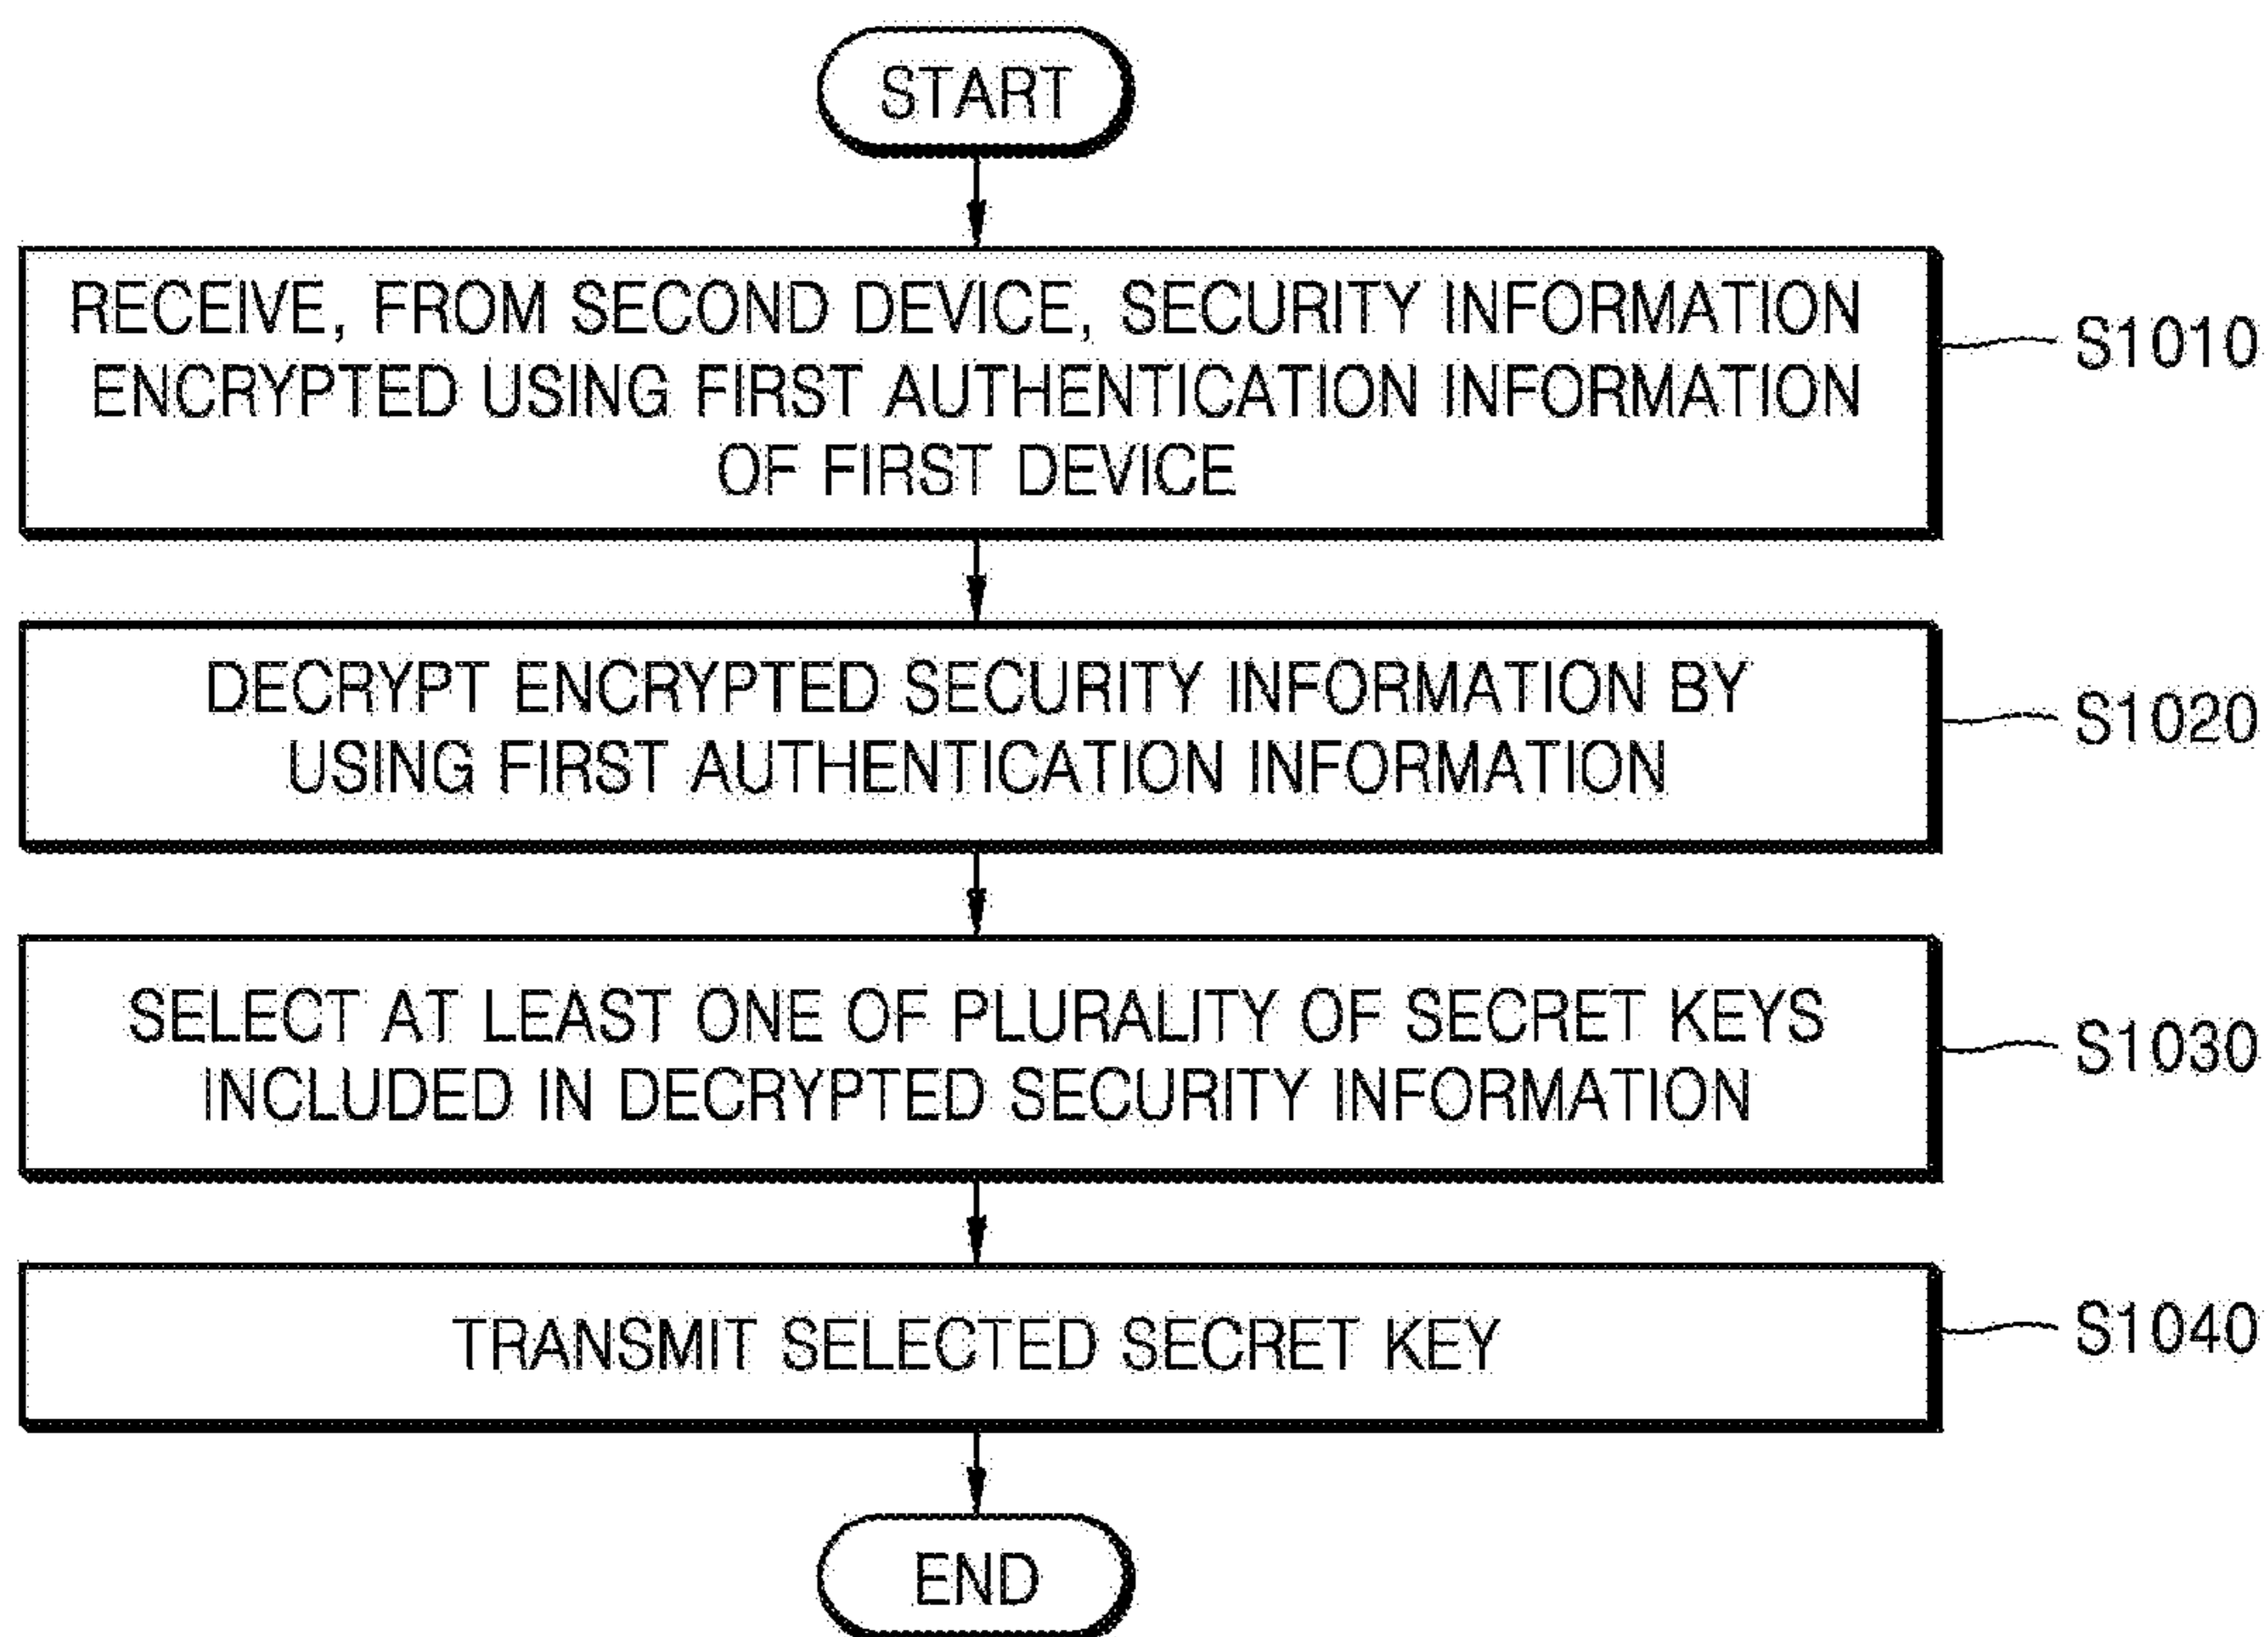 START
RECEIVE, FROM SECOND DEVICE, SECURITY INFORMATION
ENCRYPTED USING FIRST AUTHENTICATION INFORMATION
OF FIRST DEVICE
S1010
DECRYPT ENCRYPTED SECURITY INFORMATION BY
USING FIRST AUTHENTICATION INFORMATION
S1020
SELECT AT LEAST ONE OF PLURALITY OF SECRET KEYS
INCLUDED IN DECRYPTED SECURITY INFORMATION
S1030
TRANSMIT SELECTED SECRET KEY
S1040
END